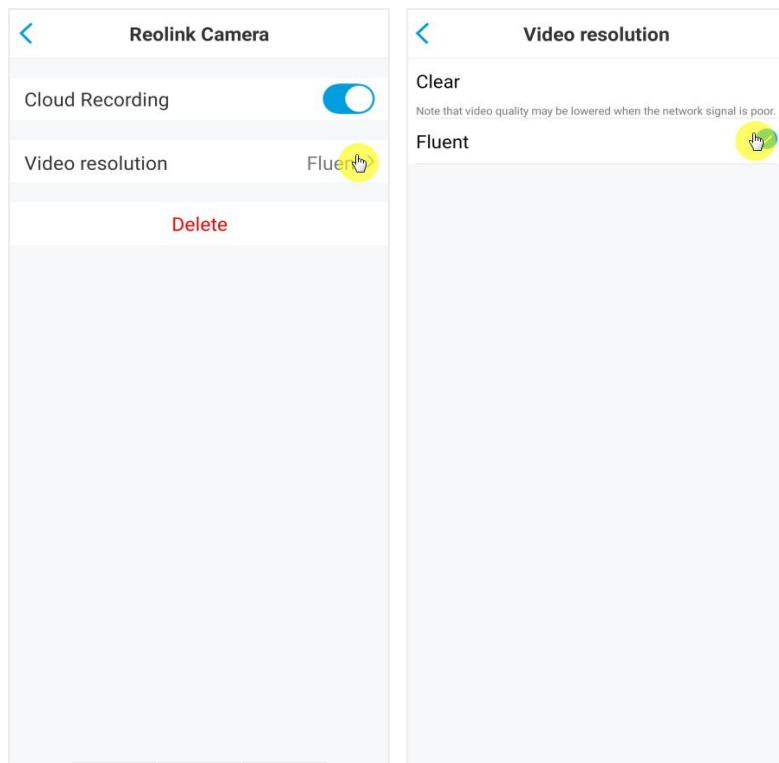 Reolink Camera
Cloud Recording
Video resolution
Delete
Video resolution
Clear
Note that video quality may be lowered when the network signal is poor.
Fluent